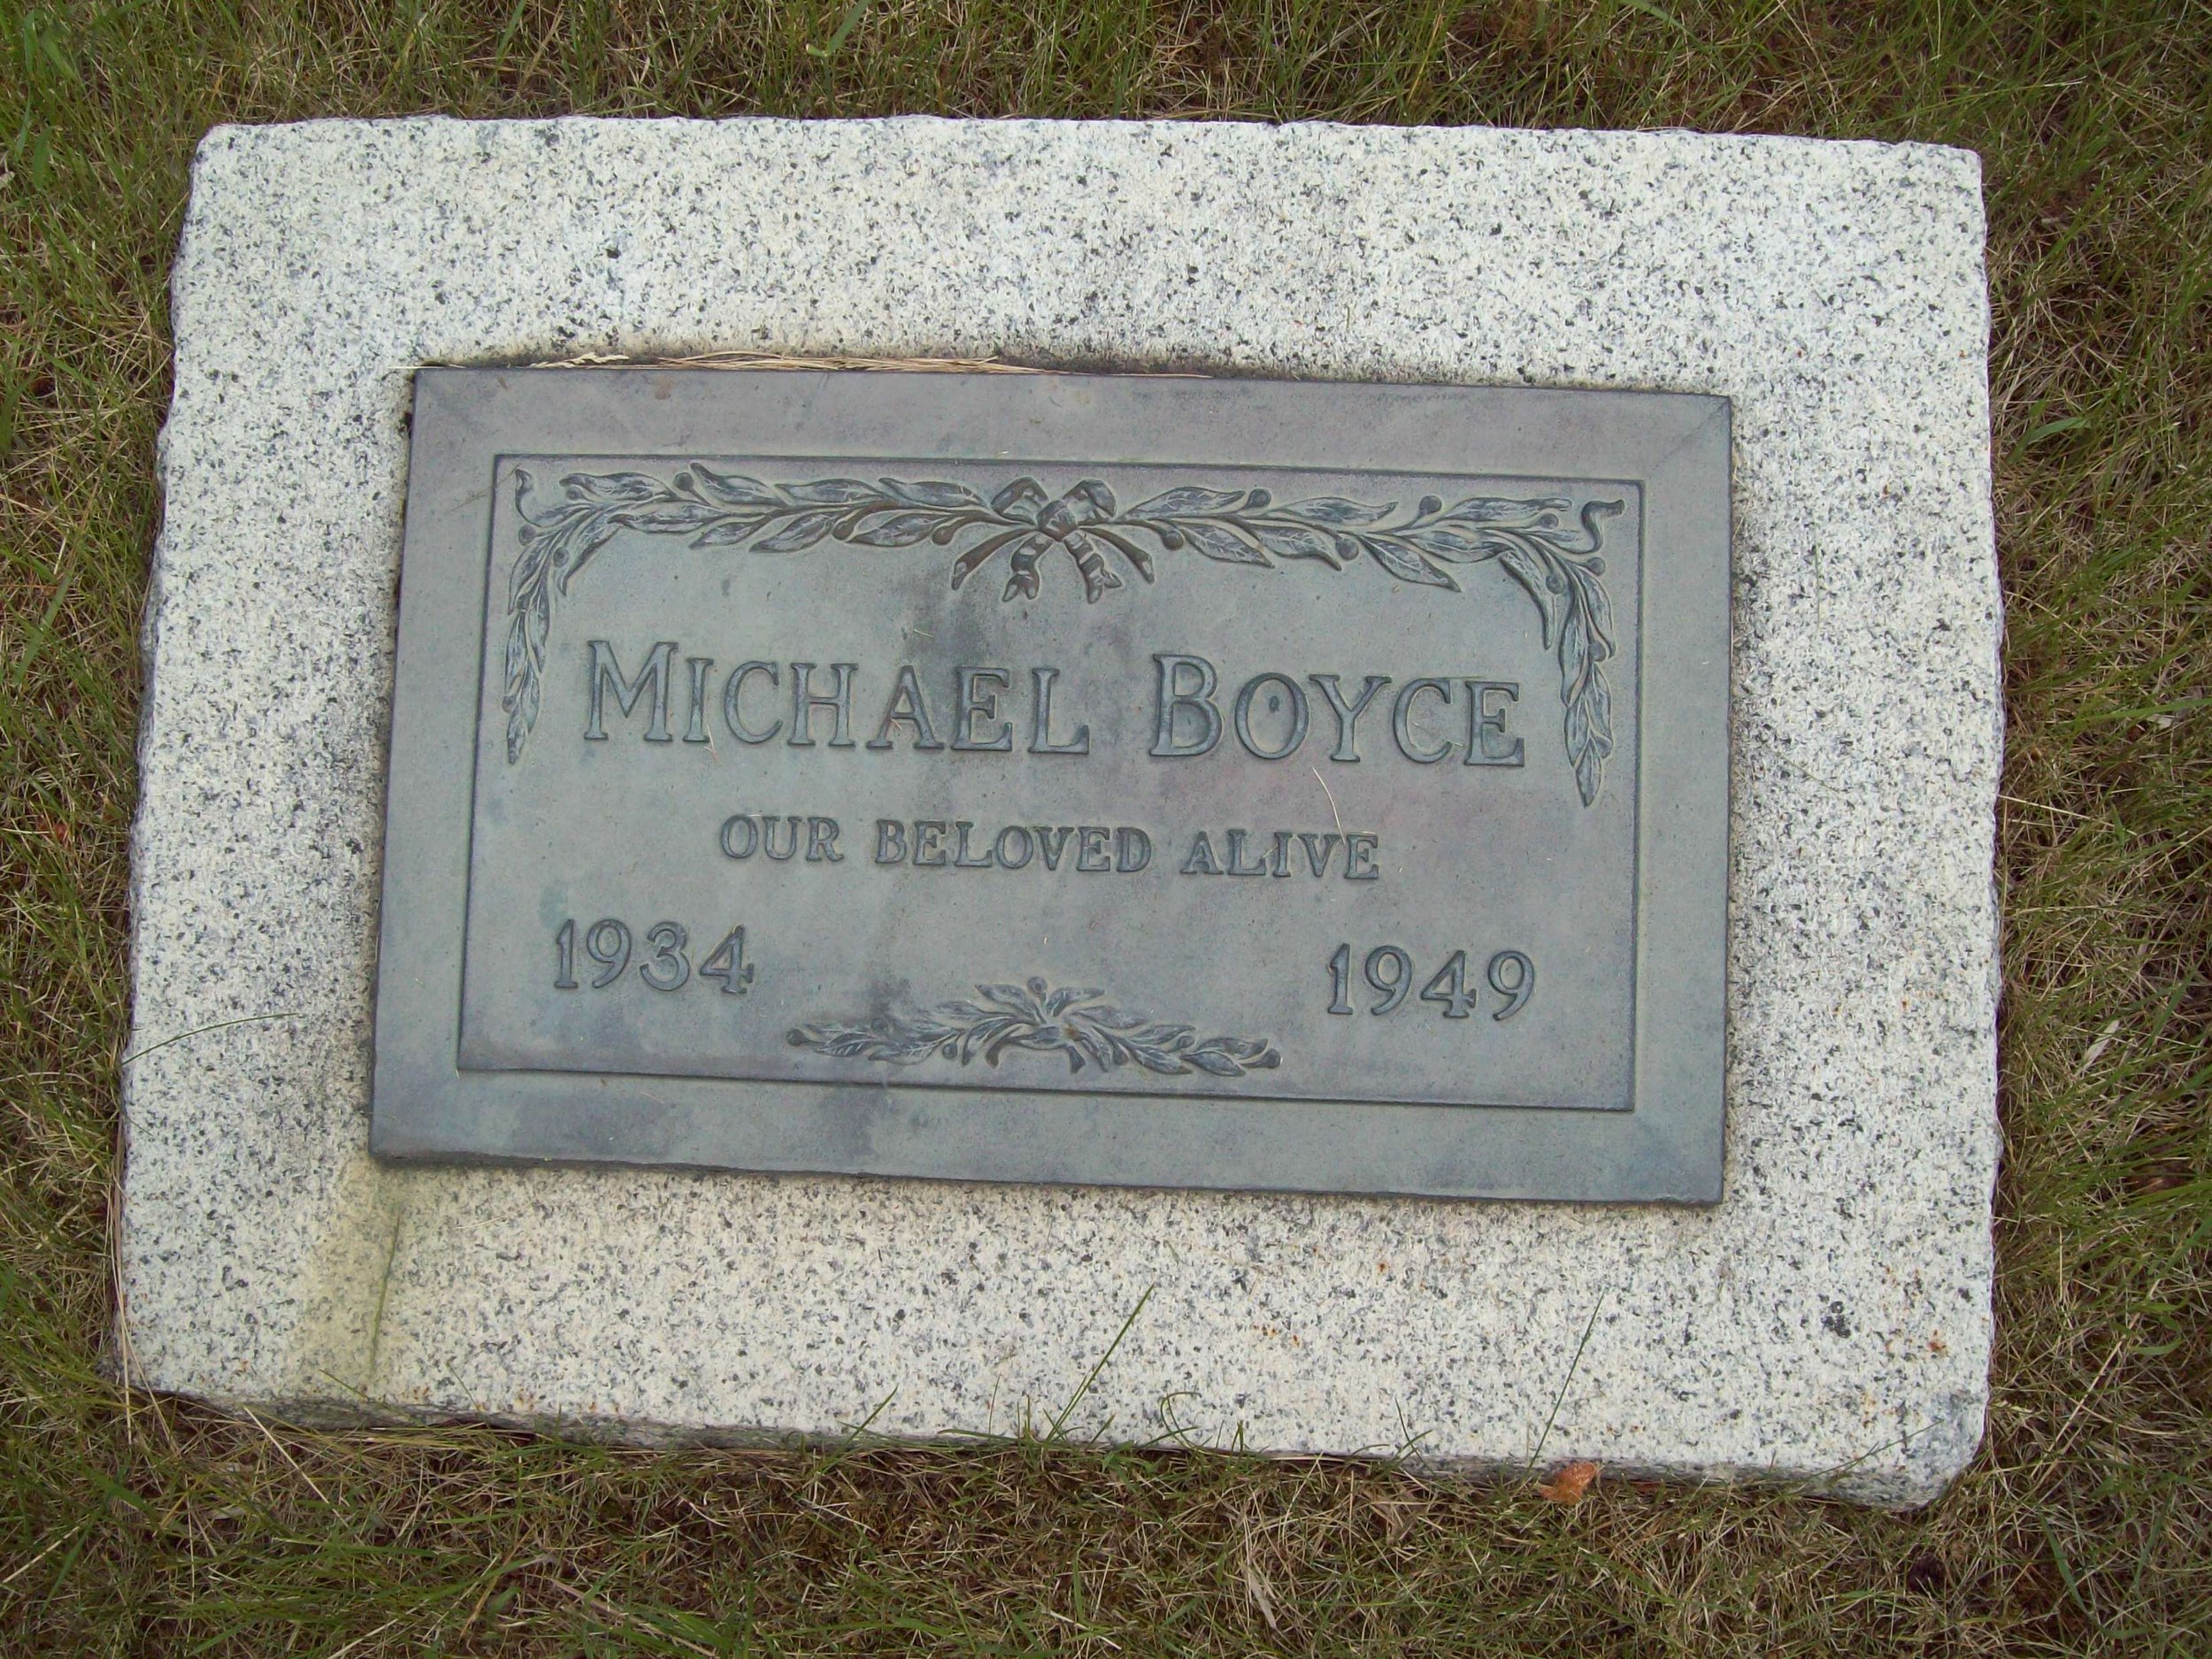 MICHAEL BOYCE
OUR BELOVED ALIVE
1934 1949